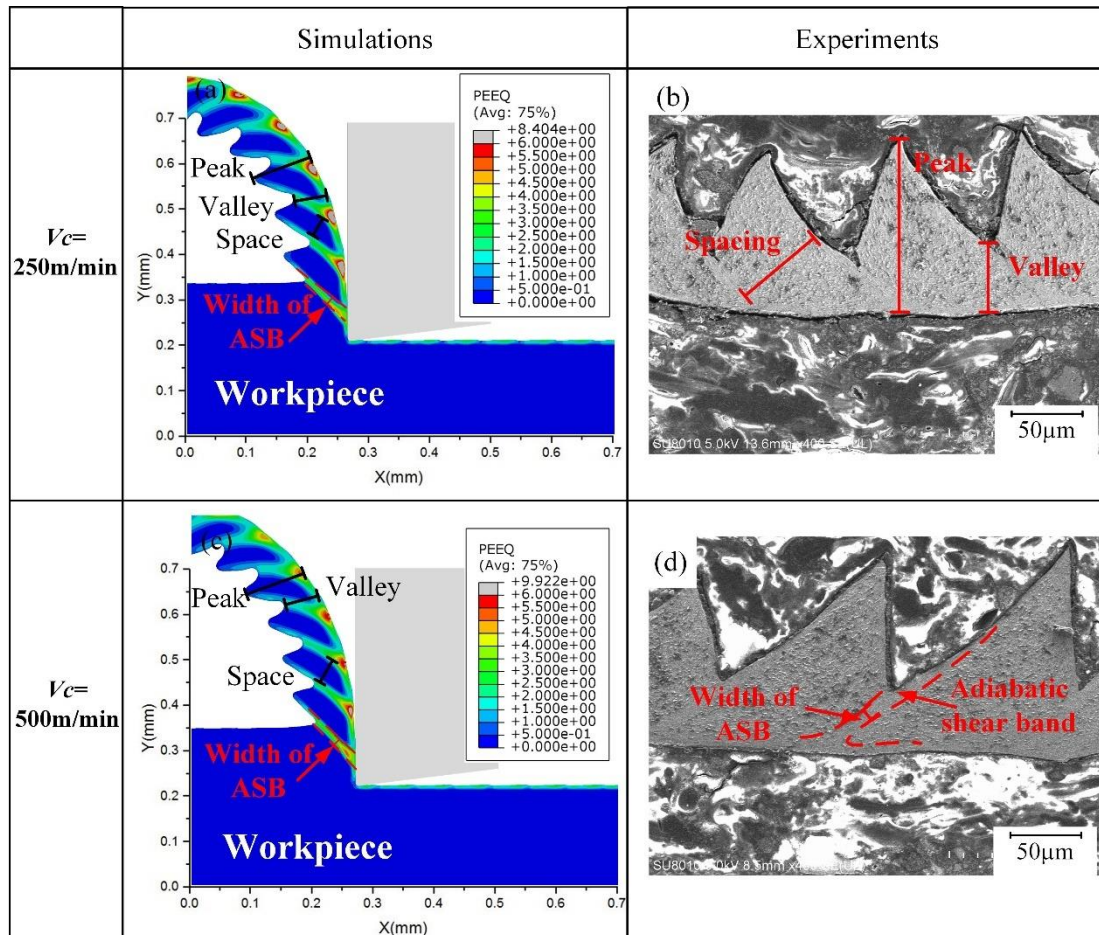 Simulations
Experiments
Vc=
250m/min
(a)
Peak
Valley
Space
Width of
ASB
Workpiece
PEEQ
(Avg: 75%)
+8.404e+00
+6.000e+00
+5.500e+00
+5.000e+00
+4.500e+00
+4.000e+00
+3.500e+00
+3.000e+00
+2.500e+00
+2.000e+00
+1.500e+00
+1.000e+00
+5.000e-01
+0.000e+00
Y(mm)
0.7
0.6
0.5
0.4
0.3
0.2
0.1
0.0
0.0 0.1 0.2 0.3 0.4 0.5 0.6 0.7
X(mm)
(b)
Peak
Spacing
Valley
50μm
SU8010 5.0kV 13.6mm x400
Vc=
500m/min
(c)
Peak
Valley
Space
Width of
ASB
Workpiece
PEEQ
(Avg: 75%)
+9.922e+00
+6.000e+00
+5.500e+00
+5.000e+00
+4.500e+00
+4.000e+00
+3.500e+00
+3.000e+00
+2.500e+00
+2.000e+00
+1.500e+00
+1.000e+00
+5.000e-01
+0.000e+00
Y(mm)
0.7
0.6
0.5
0.4
0.3
0.2
0.1
0.0
0.0 0.1 0.2 0.3 0.4 0.5 0.6 0.7
X(mm)
(d)
Width of
ASB
Adiabatic
shear band
50μm
SU8010 8.5mm